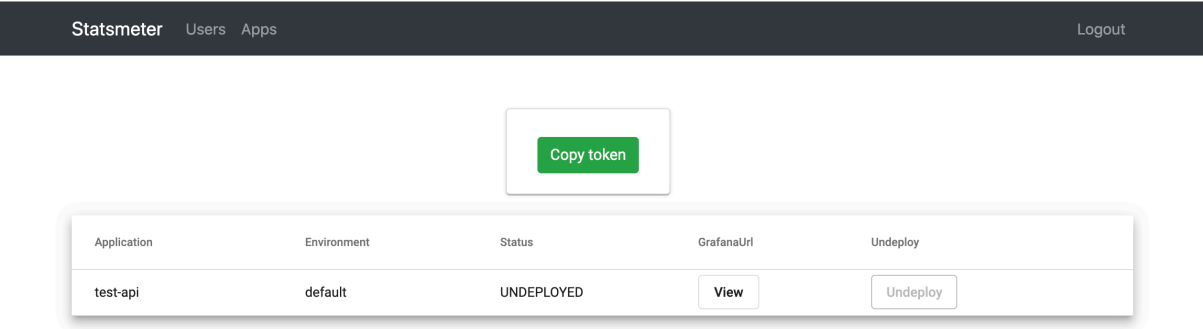 Statsmeter Users Apps Logout
Copy token
Application Environment Status GrafanaUrl Undeploy
test-api default UNDEPLOYED View Undeploy